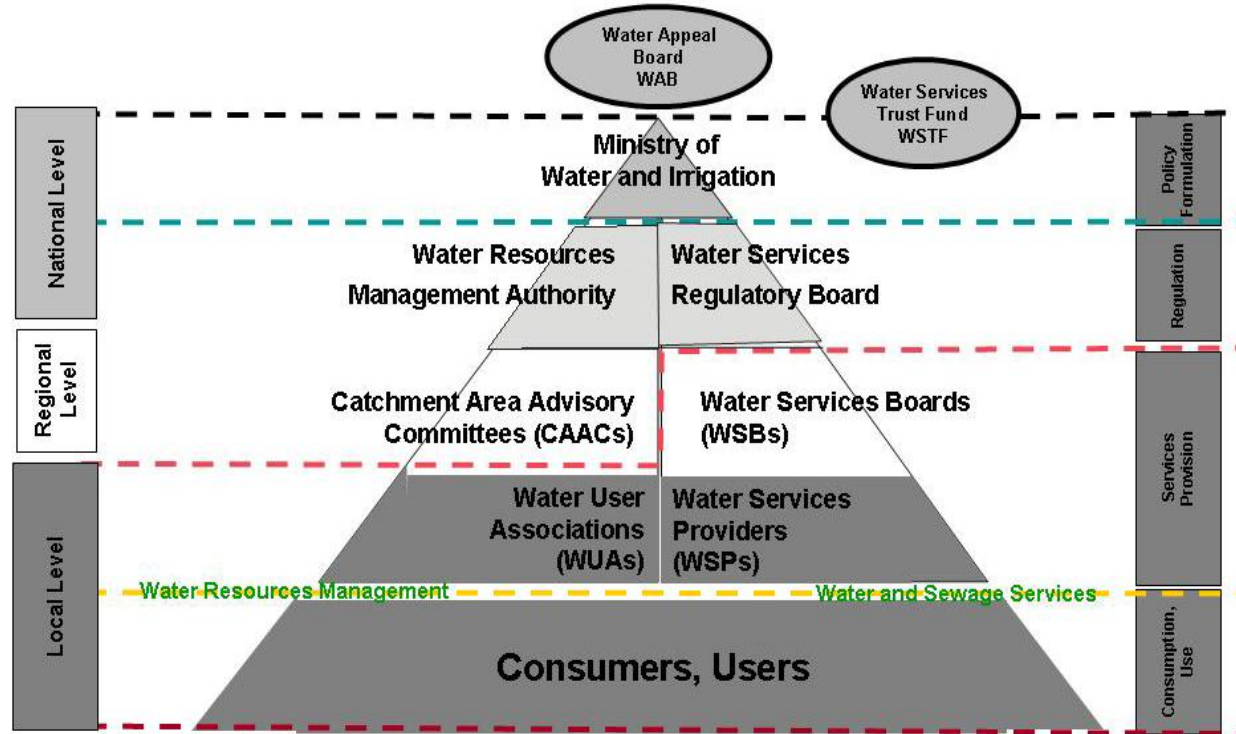 Water Appeal
Board
WAB
Water Services
Trust Fund
WSTF
National Level
Ministry of
Water and Irrigation
Policy
Formulation
Water Resources
Management Authority
Water Services
Regulatory Board
Regulation
Regional
Level
Catchment Area Advisory
Committees (CAACs)
Water Services Boards
(WSBs)
Services
Provision
Local Level
Water User
Associations
(WUAs)
Water Services
Providers
(WSPs)
Water Resources Management
Water and Sewage Services
Consumers, Users
Consumption,
Use